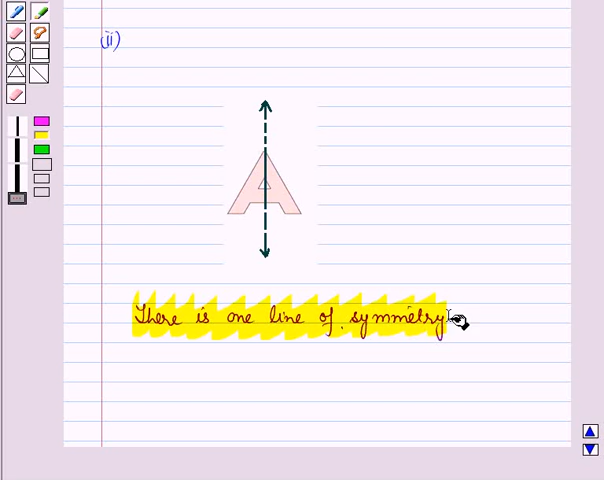 (ii)
A
There is one line of symmetry